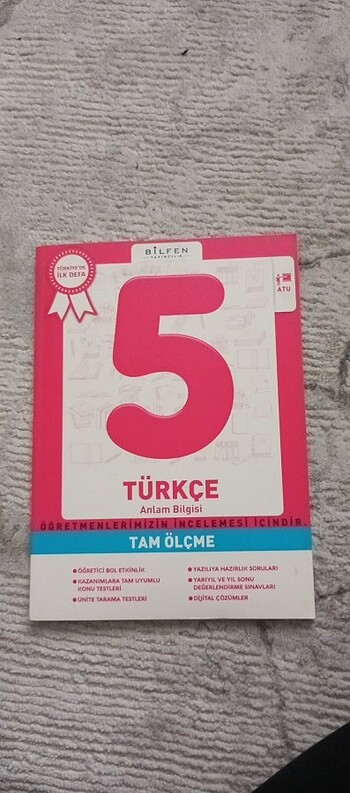 BİLFEN
YAYINCILIK
TÜRKİYE'DE
İLK DEFA
ATU
5
TÜRKÇE
Anlam Bilgisi
ÖĞRETMENLERİMİZİN İNCELEMESİ İÇİNDİR.
TAM ÖLÇME
• ÖĞRETİCİ BOL ETKİNLİK
• KAZANIMLARA TAM UYUMLU
KONU TESTLERİ
• ÜNİTE TARAMA TESTLERİ
• YAZILIYA HAZIRLIK SORULARI
• YARIYIL VE YIL SONU
DEĞERLENDİRME SINAVLARI
• DİJİTAL ÇÖZÜMLER